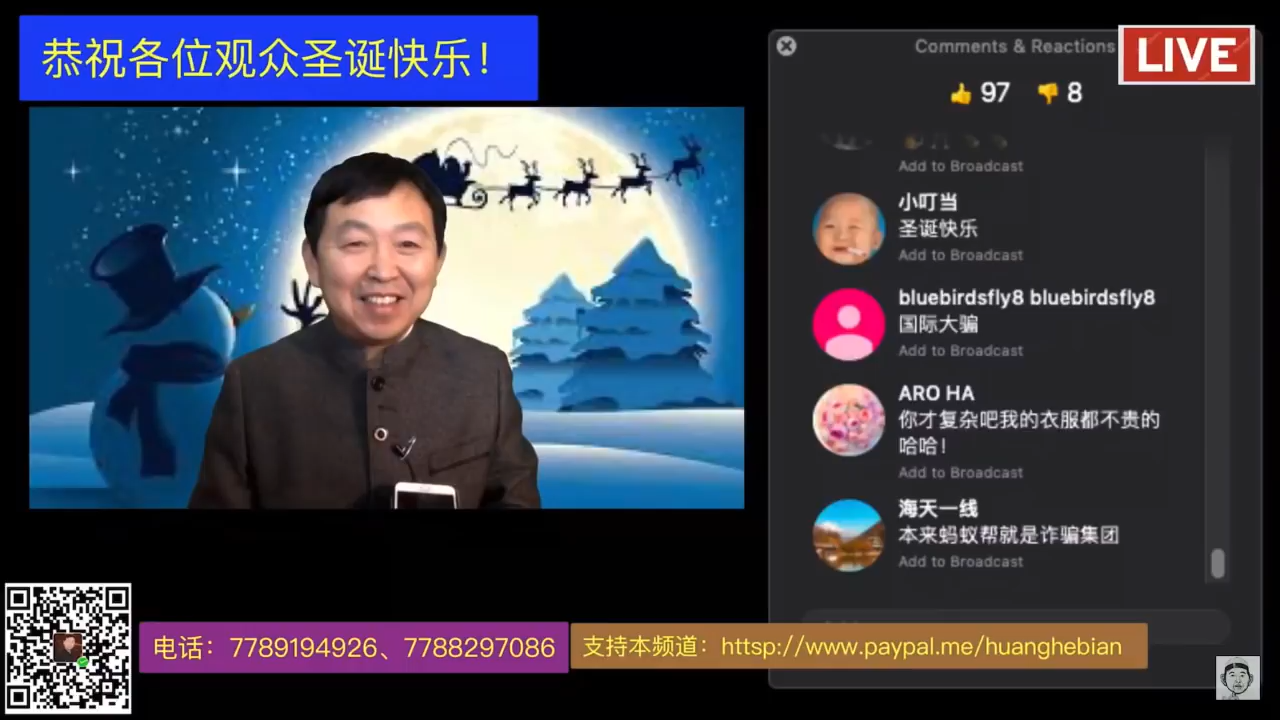 恭祝各位观众圣诞快乐！
Comments & Reactions
LIVE
97
8
Add to Broadcast
小叮当
圣诞快乐
Add to Broadcast
bluebirdsfly8 bluebirdsfly8
国际大骗
Add to Broadcast
ARO HA
你才复杂吧我的衣服都不贵的
哈哈！
Add to Broadcast
海天一线
本来蚂蚁帮就是诈骗集团
Add to Broadcast
电话：7789194926、7788297086
支持本频道：httsp://www.paypal.me/huanghebian